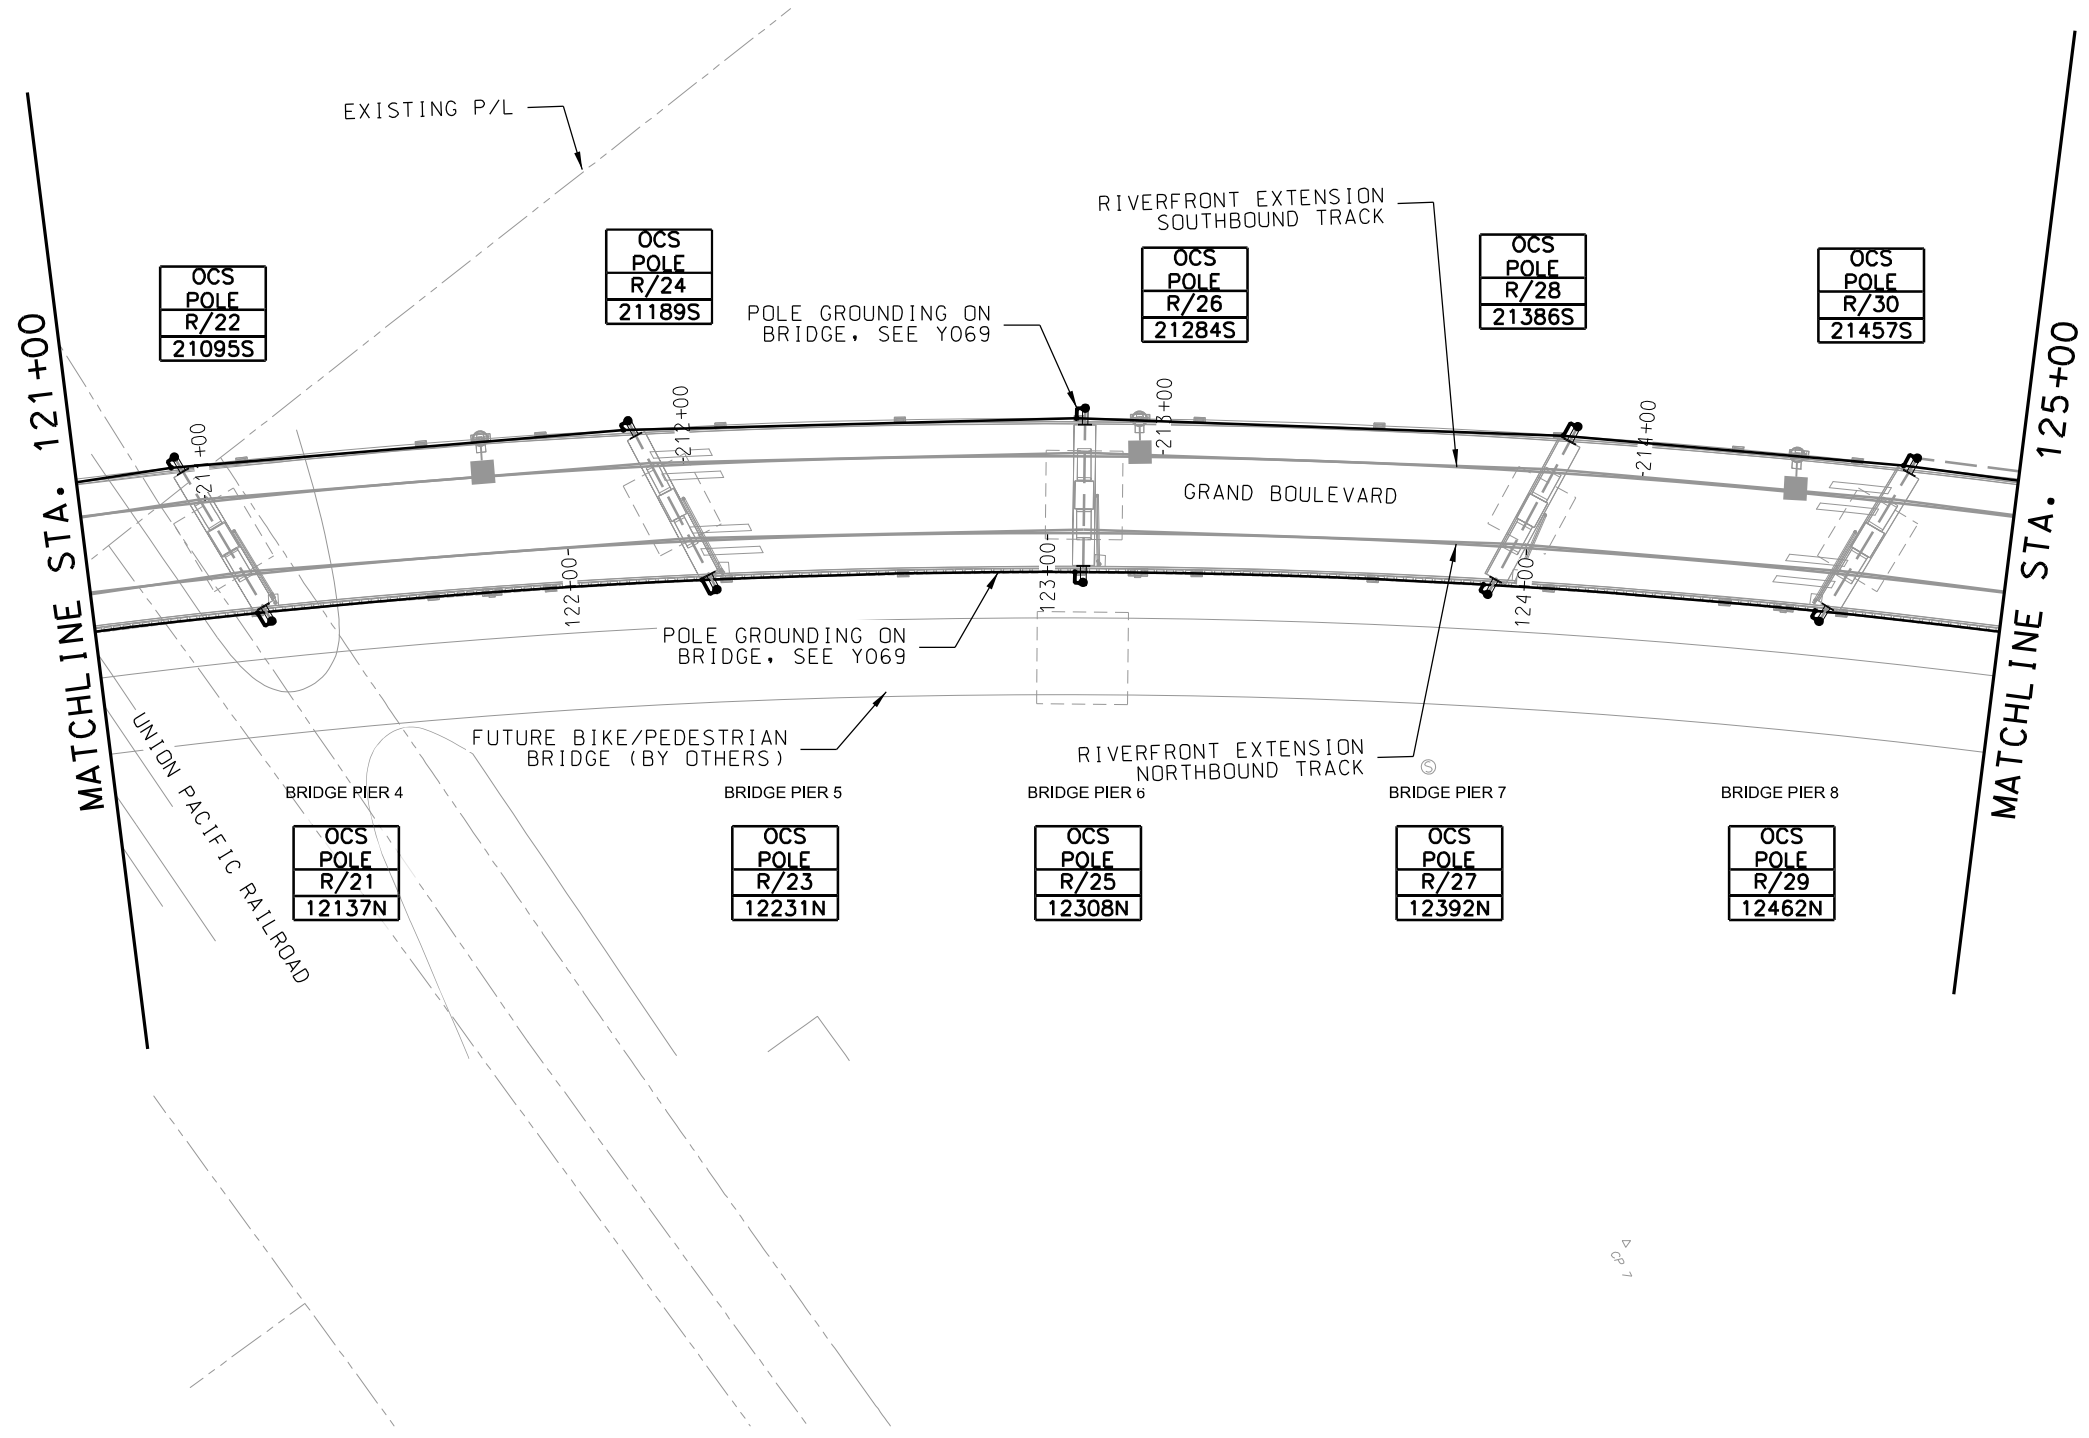 EXISTING P/L
RIVERFRONT EXTENSION
SOUTHBOUND TRACK
OCS
POLE
R/22
21095S
OCS
POLE
R/24
21189S
OCS
POLE
R/26
21284S
OCS
POLE
R/28
21386S
OCS
POLE
R/30
21457S
POLE GROUNDING ON
BRIDGE, SEE Y069
MATCHLINE STA. 121+00
MATCHLINE STA. 125+00
211+00
212+00
213+00
214+00
GRAND BOULEVARD
122+00
123+00
124+00
POLE GROUNDING ON
BRIDGE, SEE Y069
FUTURE BIKE/PEDESTRIAN
BRIDGE (BY OTHERS)
RIVERFRONT EXTENSION
NORTHBOUND TRACK
S
UNION PACIFIC RAILROAD
BRIDGE PIER 4
BRIDGE PIER 5
BRIDGE PIER 6
BRIDGE PIER 7
BRIDGE PIER 8
OCS
POLE
R/21
12137N
OCS
POLE
R/23
12231N
OCS
POLE
R/25
12308N
OCS
POLE
R/27
12392N
OCS
POLE
R/29
12462N
CP 7